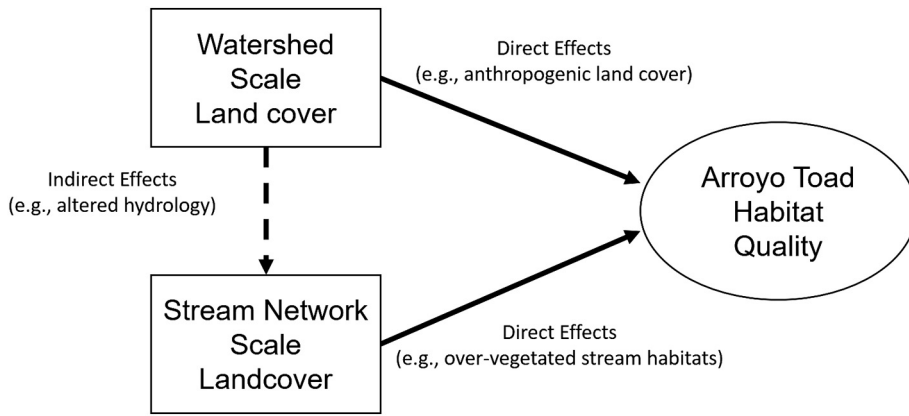 Watershed
Scale
Land cover
Direct Effects
(e.g., anthropogenic land cover)
Indirect Effects
(e.g., altered hydrology)
Arroyo Toad
Habitat
Quality
Stream Network
Scale
Landcover
Direct Effects
(e.g., over-vegetated stream habitats)